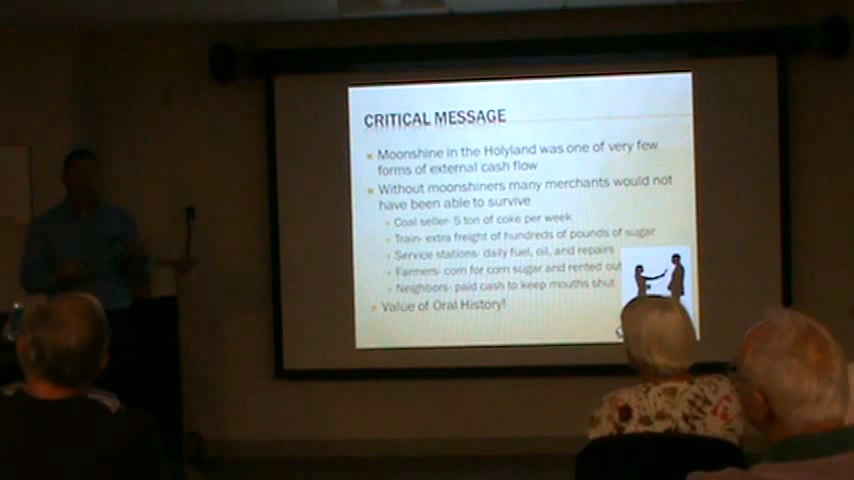 CRITICAL MESSAGE
Moonshine in the Holyland was one of very few
forms of external cash flow
Without moonshiners many merchants would not
have been able to survive
Coal seller- 5 ton of coke per week
Train- extra freight of hundreds of pounds of sugar
Service stations- daily fuel, oil, and repairs
Farmers- corn for corn sugar and rented out
Neighbors- paid cash to keep mouths shut
Value of Oral History!